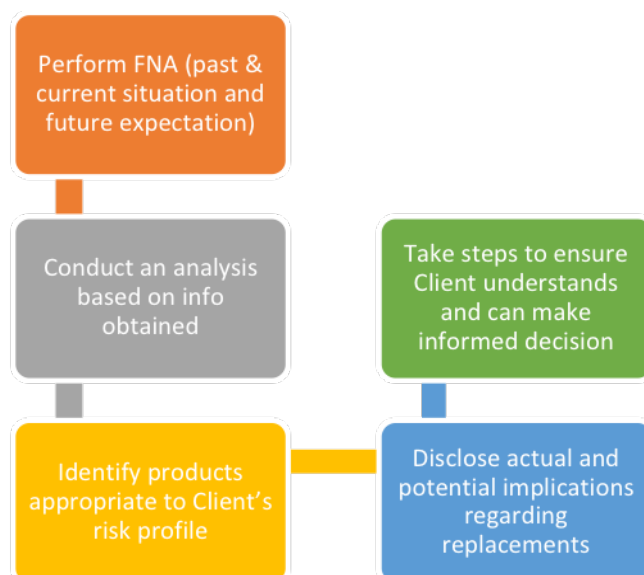 Perform FNA (past &
current situation and
future expectation)
Conduct an analysis
based on info
obtained
Identify products
appropriate to Client’s
risk profile
Disclose actual and
potential implications
regarding
replacements
Take steps to ensure
Client understands
and can make
informed decision